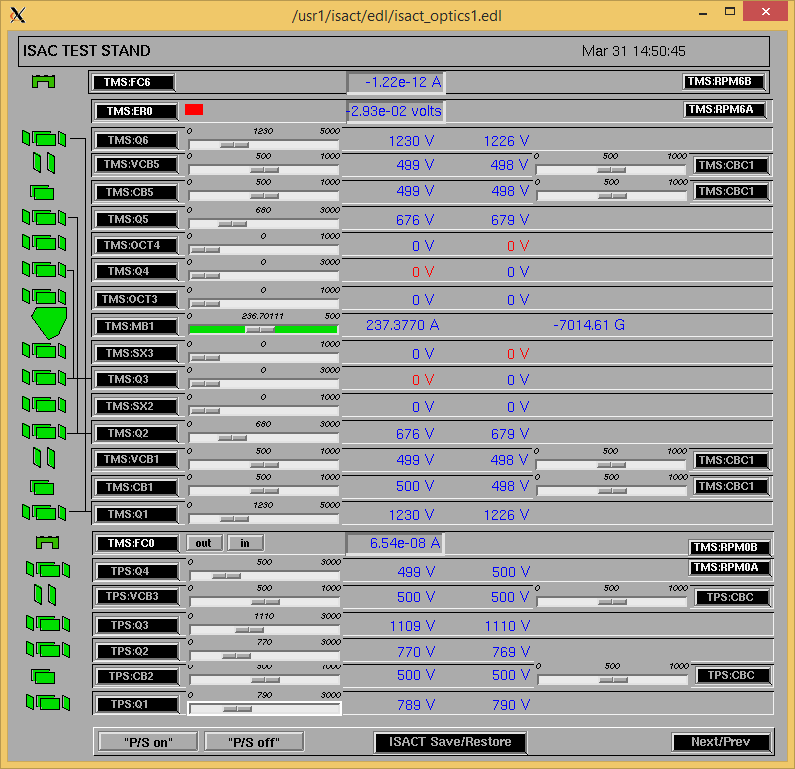 /usr1/isact/edl/isact_optics1.edl
ISAC TEST STAND Mar 31 14:50:45
TMS:FC6 -1.22e-12 A TMS:RPM6B
TMS:ER0 -2.93e-02 volts TMS:RPM6A
TMS:Q6 0 1230 5000 1230 V 1226 V
TMS:VCB5 0 500 1000 499 V 498 V 0 500 1000 TMS:CBC1
TMS:CB5 0 500 1000 499 V 498 V 0 500 1000 TMS:CBC1
TMS:Q5 0 680 3000 676 V 679 V
TMS:OCT4 0 0 1000 0 V 0 V
TMS:Q4 0 0 3000 0 V 0 V
TMS:OCT3 0 0 1000 0 V 0 V
TMS:MB1 0 236.70111 500 237.3770 A -7014.61 G
TMS:SX3 0 0 1000 0 V 0 V
TMS:Q3 0 0 3000 0 V 0 V
TMS:SX2 0 0 1000 0 V 0 V
TMS:Q2 0 680 3000 676 V 679 V
TMS:VCB1 0 500 1000 499 V 498 V 0 500 1000 TMS:CBC1
TMS:CB1 0 500 1000 500 V 498 V 0 500 1000 TMS:CBC1
TMS:Q1 0 1230 5000 1230 V 1226 V
TMS:FC0 out in 6.54e-08 A TMS:RPM0B
TPS:Q4 0 500 3000 499 V 500 V TMS:RPM0A
TPS:VCB3 0 500 1000 500 V 500 V 0 500 1000 TPS:CBC
TPS:Q3 0 1110 3000 1109 V 1110 V
TPS:Q2 0 770 3000 770 V 769 V
TPS:CB2 0 500 1000 500 V 500 V 0 500 1000 TPS:CBC
TPS:Q1 0 790 3000 789 V 790 V
"P/S on" "P/S off" ISACT Save/Restore Next/Prev